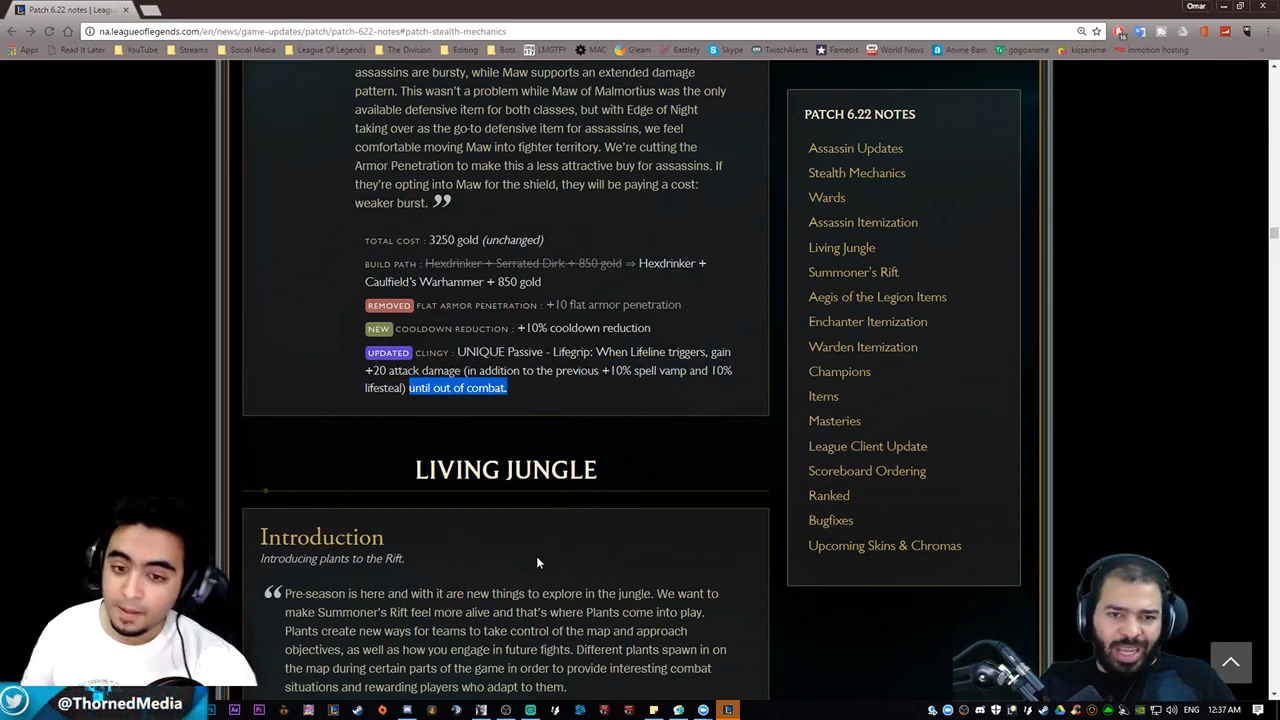 Patch 6.22 notes | Leagu
Omar
na.leagueoflegends.com/en/news/game-updates/patch/patch-622-notes#patch-stealth-mechanics
Apps Read It Later YouTube Streams Social Media League Of Legends The Division Editing Bots LMGTFY MAC Gleam Battlefy Skype TwitchAlerts Famebit World News Anime Bam gogoanime kissanime inmotion hosting
assassins are bursty, while Maw supports an extended damage
pattern. This wasn't a problem while Maw of Malmortius was the only
available defensive item for both classes, but with Edge of Night
taking over as the go-to defensive item for assassins, we feel
comfortable moving Maw into fighter territory. We're cutting the
Armor Penetration to make this a less attractive buy for assassins. If
they're opting into Maw for the shield, they will be paying a cost:
weaker burst.
TOTAL COST : 3250 gold (unchanged)
BUILD PATH : Hexdrinker + Serrated Dirk + 850 gold ⇒ Hexdrinker +
Caulfield's Warhammer + 850 gold
REMOVED FLAT ARMOR PENETRATION : +10 flat armor penetration
NEW COOLDOWN REDUCTION : +10% cooldown reduction
UPDATED CLINGY : UNIQUE Passive - Lifegrip: When Lifeline triggers, gain
+20 attack damage (in addition to the previous +10% spell vamp and 10%
lifesteal) until out of combat.
LIVING JUNGLE
Introduction
Introducing plants to the Rift.
Pre-season is here and with it are new things to explore in the jungle. We want to
make Summoner's Rift feel more alive and that's where Plants come into play.
Plants create new ways for teams to take control of the map and approach
objectives, as well as how you engage in future fights. Different plants spawn in on
the map during certain parts of the game in order to provide interesting combat
situations and rewarding players who adapt to them.
PATCH 6.22 NOTES
Assassin Updates
Stealth Mechanics
Wards
Assassin Itemization
Living Jungle
Summoner's Rift
Aegis of the Legion Items
Enchanter Itemization
Warden Itemization
Champions
Items
Masteries
League Client Update
Scoreboard Ordering
Ranked
Bugfixes
Upcoming Skins & Chromas
@ThornedMedia
ENG 12:37 AM